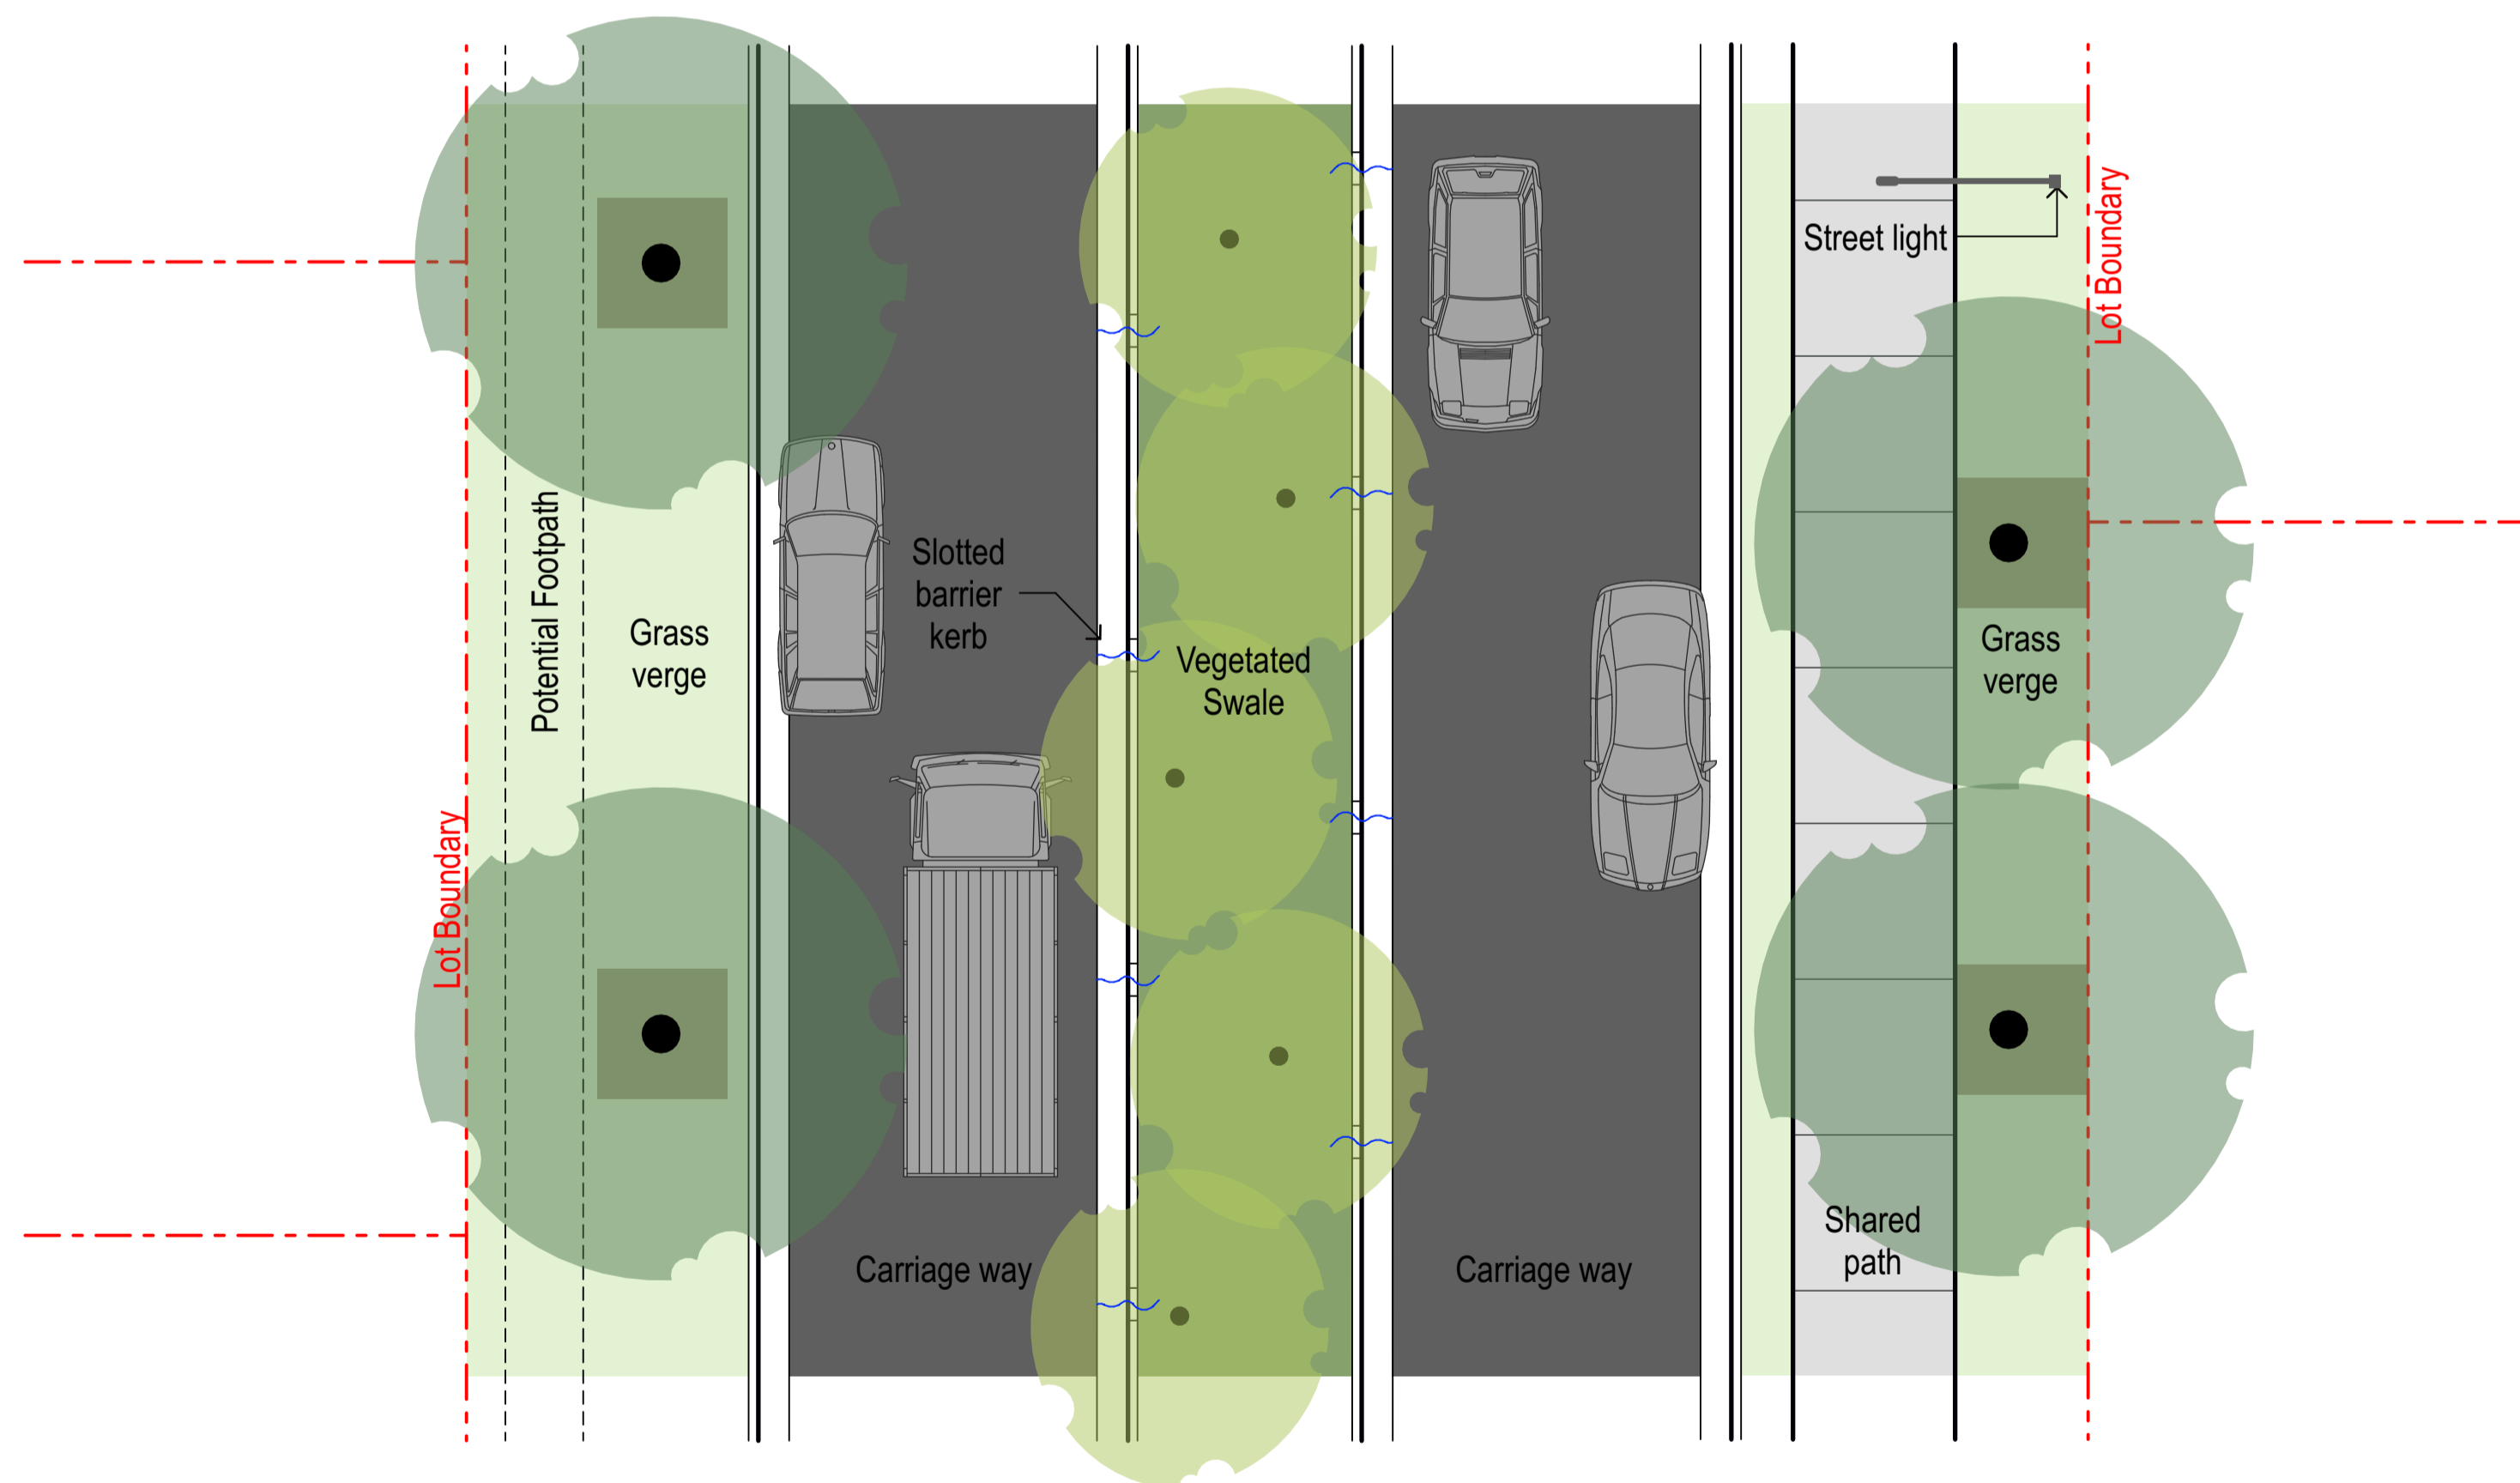 Street light
Lot Boundary
Potential Footpath
Grass
verge
Slotted
barrier
kerb
Vegetated
Swale
Grass
verge
Lot Boundary
Carriage way
Carriage way
Shared
path